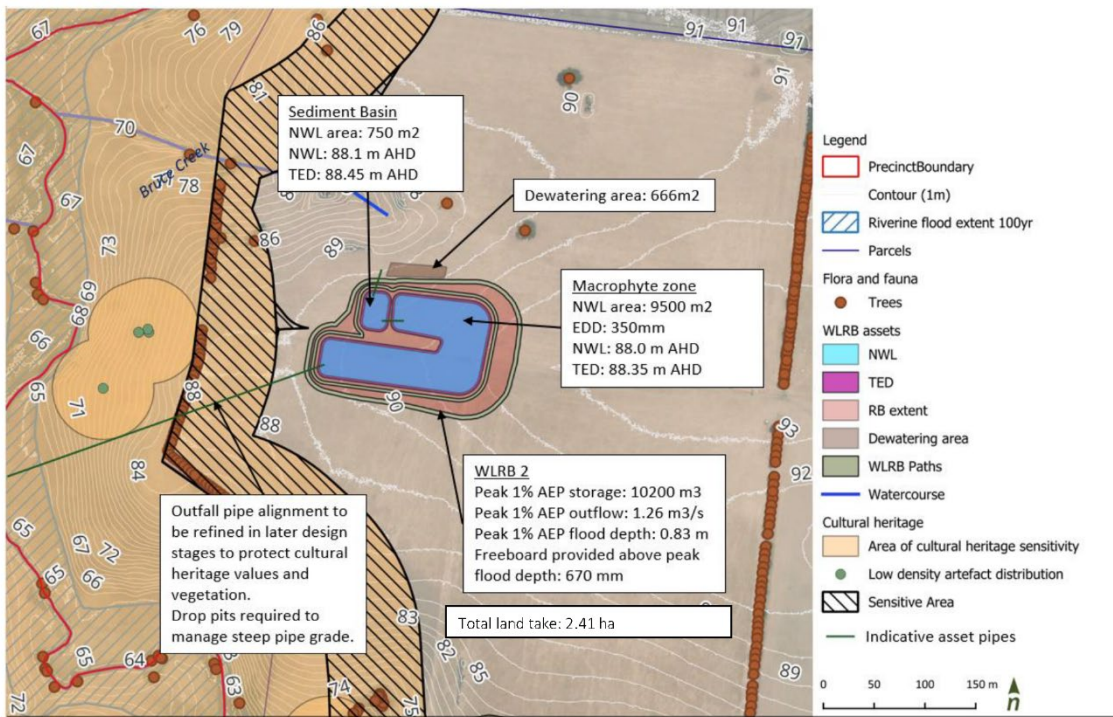 67
76
79
86
91
91
91
91
91
81
90
67
70
Bruce Creek
77
78
67
86
89
73
69
68
66
65
71
88
88
90
93
92
84
65
67
72
66
65
65
64
63
72
74
75
83
82
85
89
Sediment Basin
NWL area: 750 m2
NWL: 88.1 m AHD
TED: 88.45 m AHD
Dewatering area: 666m2
Macrophyte zone
NWL area: 9500 m2
EDD: 350mm
NWL: 88.0 m AHD
TED: 88.35 m AHD
WLRB 2
Peak 1% AEP storage: 10200 m3
Peak 1% AEP outflow: 1.26 m3/s
Peak 1% AEP flood depth: 0.83 m
Freeboard provided above peak
flood depth: 670 mm
Total land take: 2.41 ha
Outfall pipe alignment to
be refined in later design
stages to protect cultural
heritage values and
vegetation.
Drop pits required to
manage steep pipe grade.
Legend
PrecinctBoundary
Contour (1m)
Riverine flood extent 100yr
Parcels
Flora and fauna
Trees
WLRB assets
NWL
TED
RB extent
Dewatering area
WLRB Paths
Watercourse
Cultural heritage
Area of cultural heritage sensitivity
Low density artefact distribution
Sensitive Area
Indicative asset pipes
0 50 100 150 m
n